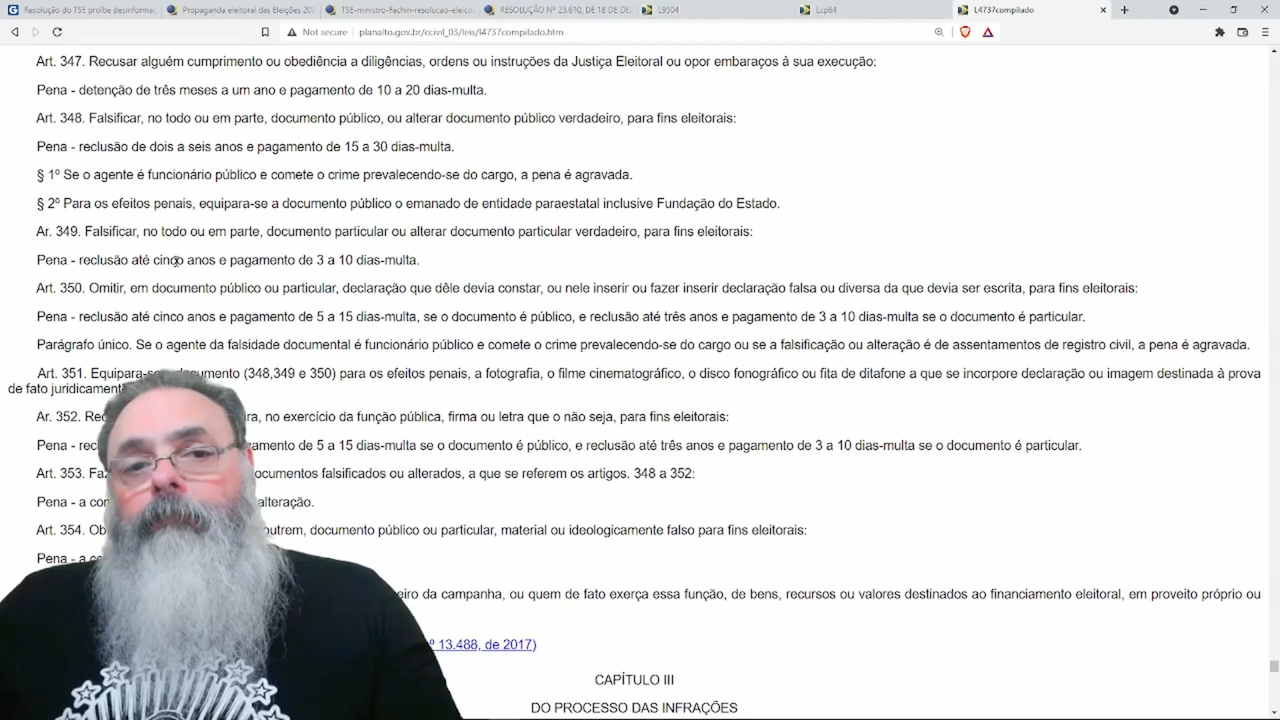 Resolução do TSE proíbe desinforma
Propaganda eleitoral das Eleições 202
TSE-ministro-Fachin-resolucao-eleico
RESOLUÇÃO Nº 23.610, DE 18 DE DE
L9504
Lcp64
L4737compilado
Not secure
planalto.gov.br/ccivil_03/leis/l4737compilado.htm
Art. 347. Recusar alguém cumprimento ou obediência a diligências, ordens ou instruções da Justiça Eleitoral ou opor embaraços à sua execução:
Pena - detenção de três meses a um ano e pagamento de 10 a 20 dias-multa.
Art. 348. Falsificar, no todo ou em parte, documento público, ou alterar documento público verdadeiro, para fins eleitorais:
Pena - reclusão de dois a seis anos e pagamento de 15 a 30 dias-multa.
§ 1º Se o agente é funcionário público e comete o crime prevalecendo-se do cargo, a pena é agravada.
§ 2º Para os efeitos penais, equipara-se a documento público o emanado de entidade paraestatal inclusive Fundação do Estado.
Ar. 349. Falsificar, no todo ou em parte, documento particular ou alterar documento particular verdadeiro, para fins eleitorais:
Pena - reclusão até cinco anos e pagamento de 3 a 10 dias-multa.
Art. 350. Omitir, em documento público ou particular, declaração que dêle devia constar, ou nele inserir ou fazer inserir declaração falsa ou diversa da que devia ser escrita, para fins eleitorais:
Pena - reclusão até cinco anos e pagamento de 5 a 15 dias-multa, se o documento é público, e reclusão até três anos e pagamento de 3 a 10 dias-multa se o documento é particular.
Parágrafo único. Se o agente da falsidade documental é funcionário público e comete o crime prevalecendo-se do cargo ou se a falsificação ou alteração é de assentamentos de registro civil, a pena é agravada.
Art. 351. (348,349 e 350) para os efeitos penais, a fotografia, o filme cinematográfico, o disco fonográfico ou fita de ditafone a que se incorpore declaração ou imagem destinada à prova
de fato
Ar. 352. no exercício da função pública, firma ou letra que o não seja, para fins eleitorais:
Pena - de 5 a 15 dias-multa se o documento é público, e reclusão até três anos e pagamento de 3 a 10 dias-multa se o documento é particular.
Art. 353. falsificados ou alterados, a que se referem os artigos. 348 a 352:
Pena - a alteração.
Art. 354. documento público ou particular, material ou ideologicamente falso para fins eleitorais:
Pena - a
da campanha, ou quem de fato exerça essa função, de bens, recursos ou valores destinados ao financiamento eleitoral, em proveito próprio ou
nº 13.488, de 2017)
CAPÍTULO III
DO PROCESSO DAS INFRAÇÕES